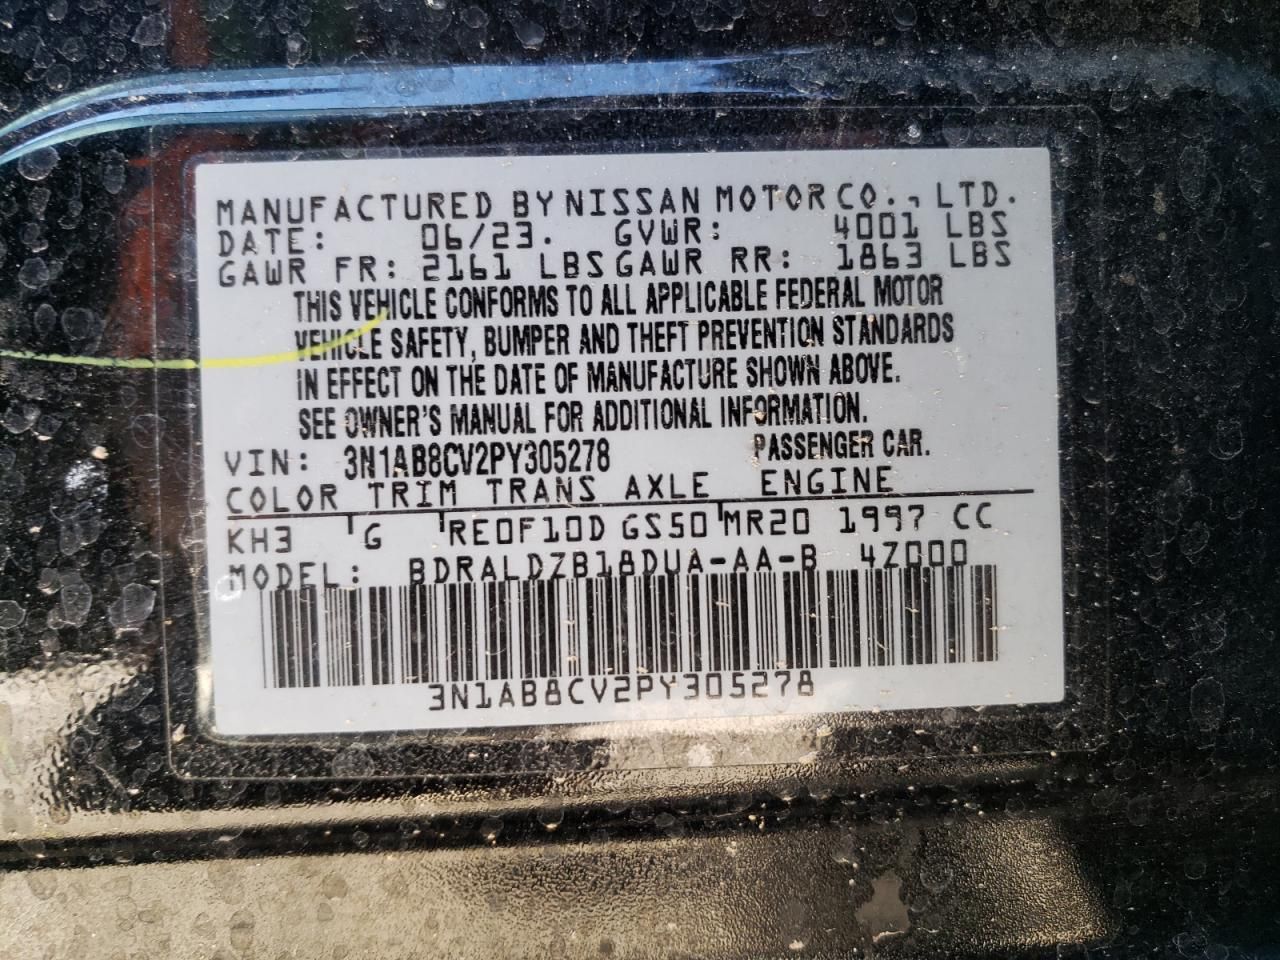 MANUFACTURED BY NISSAN MOTOR CO., LTD.
DATE: 06/23. GVWR: 4001 LBS
GAWR FR: 2161 LBS GAWR RR: 1863 LBS
THIS VEHICLE CONFORMS TO ALL APPLICABLE FEDERAL MOTOR
VEHICLE SAFETY, BUMPER AND THEFT PREVENTION STANDARDS
IN EFFECT ON THE DATE OF MANUFACTURE SHOWN ABOVE.
SEE OWNER'S MANUAL FOR ADDITIONAL INFORMATION.
VIN: 3N1AB8CV2PY305278 PASSENGER CAR.
COLOR TRIM TRANS AXLE ENGINE
KH3 G RE0F10D GS50 MR20 1997 CC
MODEL: BDRALDZB18DUA-AA-B 4Z000
3N1AB8CV2PY305278